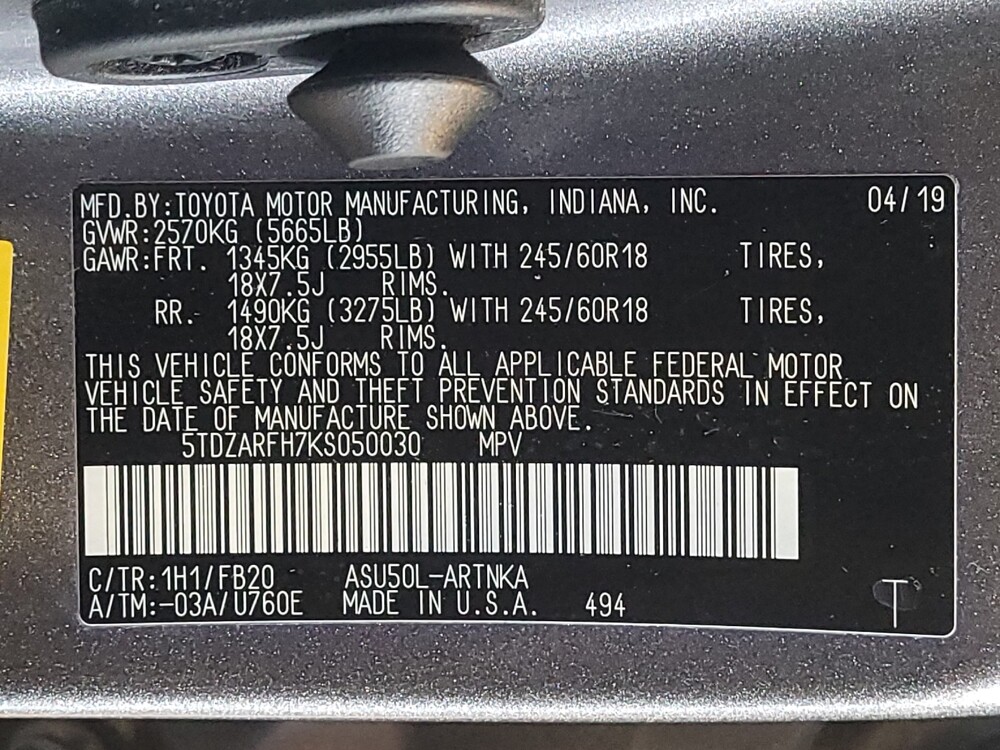 MFD.BY:TOYOTA MOTOR MANUFACTURING, INDIANA, INC. 04/19
GVWR:2570KG (5665LB)
GAWR:FRT. 1345KG (2955LB) WITH 245/60R18 TIRES,
18X7.5J RIMS.
RR. 1490KG (3275LB) WITH 245/60R18 TIRES,
18X7.5J RIMS.
THIS VEHICLE CONFORMS TO ALL APPLICABLE FEDERAL MOTOR
VEHICLE SAFETY AND THEFT PREVENTION STANDARDS IN EFFECT ON
THE DATE OF MANUFACTURE SHOWN ABOVE.
5TDZARFH7KS050030 MPV
C/TR:1H1/FB20 ASU50L-ARTNKA
A/TM:-03A/U760E MADE IN U.S.A. 494 T